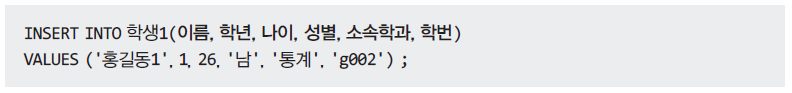 INSERT INTO 학생1(이름, 학년, 나이, 성별, 소속학과, 학번)
VALUES ('홍길동1', 1, 26, '남', '통계', 'g002') ;